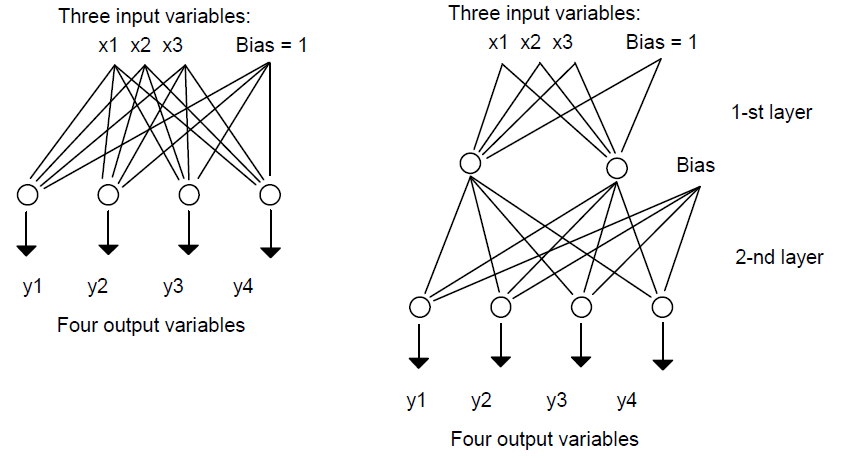 Three input variables:
x1 x2 x3 Bias = 1
y1 y2 y3 y4
Four output variables
Three input variables:
x1 x2 x3 Bias = 1
1-st layer
Bias
2-nd layer
y1 y2 y3 y4
Four output variables